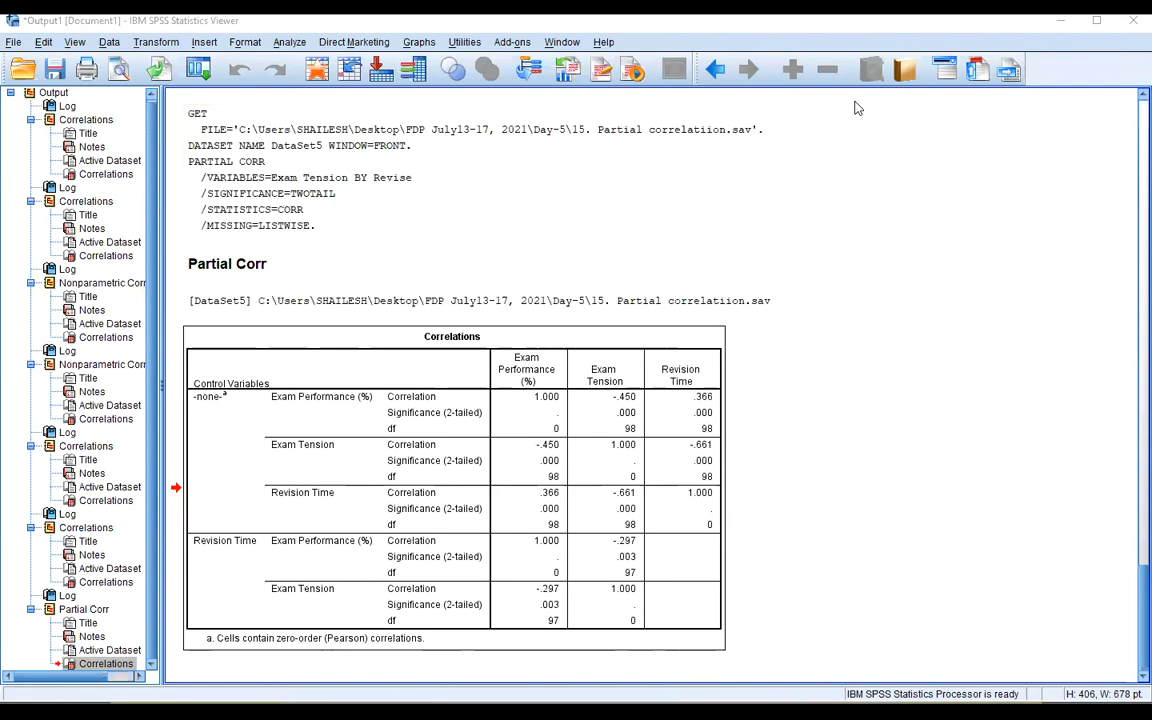 *Output1 [Document1] - IBM SPSS Statistics Viewer
File Edit View Data Transform Insert Format Analyze Direct Marketing Graphs Utilities Add-ons Window Help
Output
Log
Correlations
Title
Notes
Active Dataset
Correlations
Log
Correlations
Title
Notes
Active Dataset
Correlations
Log
Nonparametric Corr
Title
Notes
Active Dataset
Correlations
Log
Nonparametric Corr
Title
Notes
Active Dataset
Correlations
Log
Correlations
Title
Notes
Active Dataset
Correlations
Log
Correlations
Title
Notes
Active Dataset
Correlations
Log
Partial Corr
Title
Notes
Active Dataset
Correlations
GET
FILE='C:\Users\SHAILESH\Desktop\FDP July13-17, 2021\Day-5\15. Partial correlatiion.sav'.
DATASET NAME DataSet5 WINDOW=FRONT.
PARTIAL CORR
/VARIABLES=Exam Tension BY Revise
/SIGNIFICANCE=TWOTAIL
/STATISTICS=CORR
/MISSING=LISTWISE.
Partial Corr
[DataSet5] C:\Users\SHAILESH\Desktop\FDP July13-17, 2021\Day-5\15. Partial correlatiion.sav
Correlations
Control Variables Exam Performance (%) Exam Tension Revision Time
-none-a Exam Performance (%) Correlation 1.000 -.450 .366
Significance (2-tailed) . .000 .000
df 0 98 98
Exam Tension Correlation -.450 1.000 -.661
Significance (2-tailed) .000 . .000
df 98 0 98
Revision Time Correlation .366 -.661 1.000
Significance (2-tailed) .000 .000 .
df 98 98 0
Revision Time Exam Performance (%) Correlation 1.000 -.297
Significance (2-tailed) . .003
df 0 97
Exam Tension Correlation -.297 1.000
Significance (2-tailed) .003 .
df 97 0
a. Cells contain zero-order (Pearson) correlations.
IBM SPSS Statistics Processor is ready H: 406, W: 678 pt.